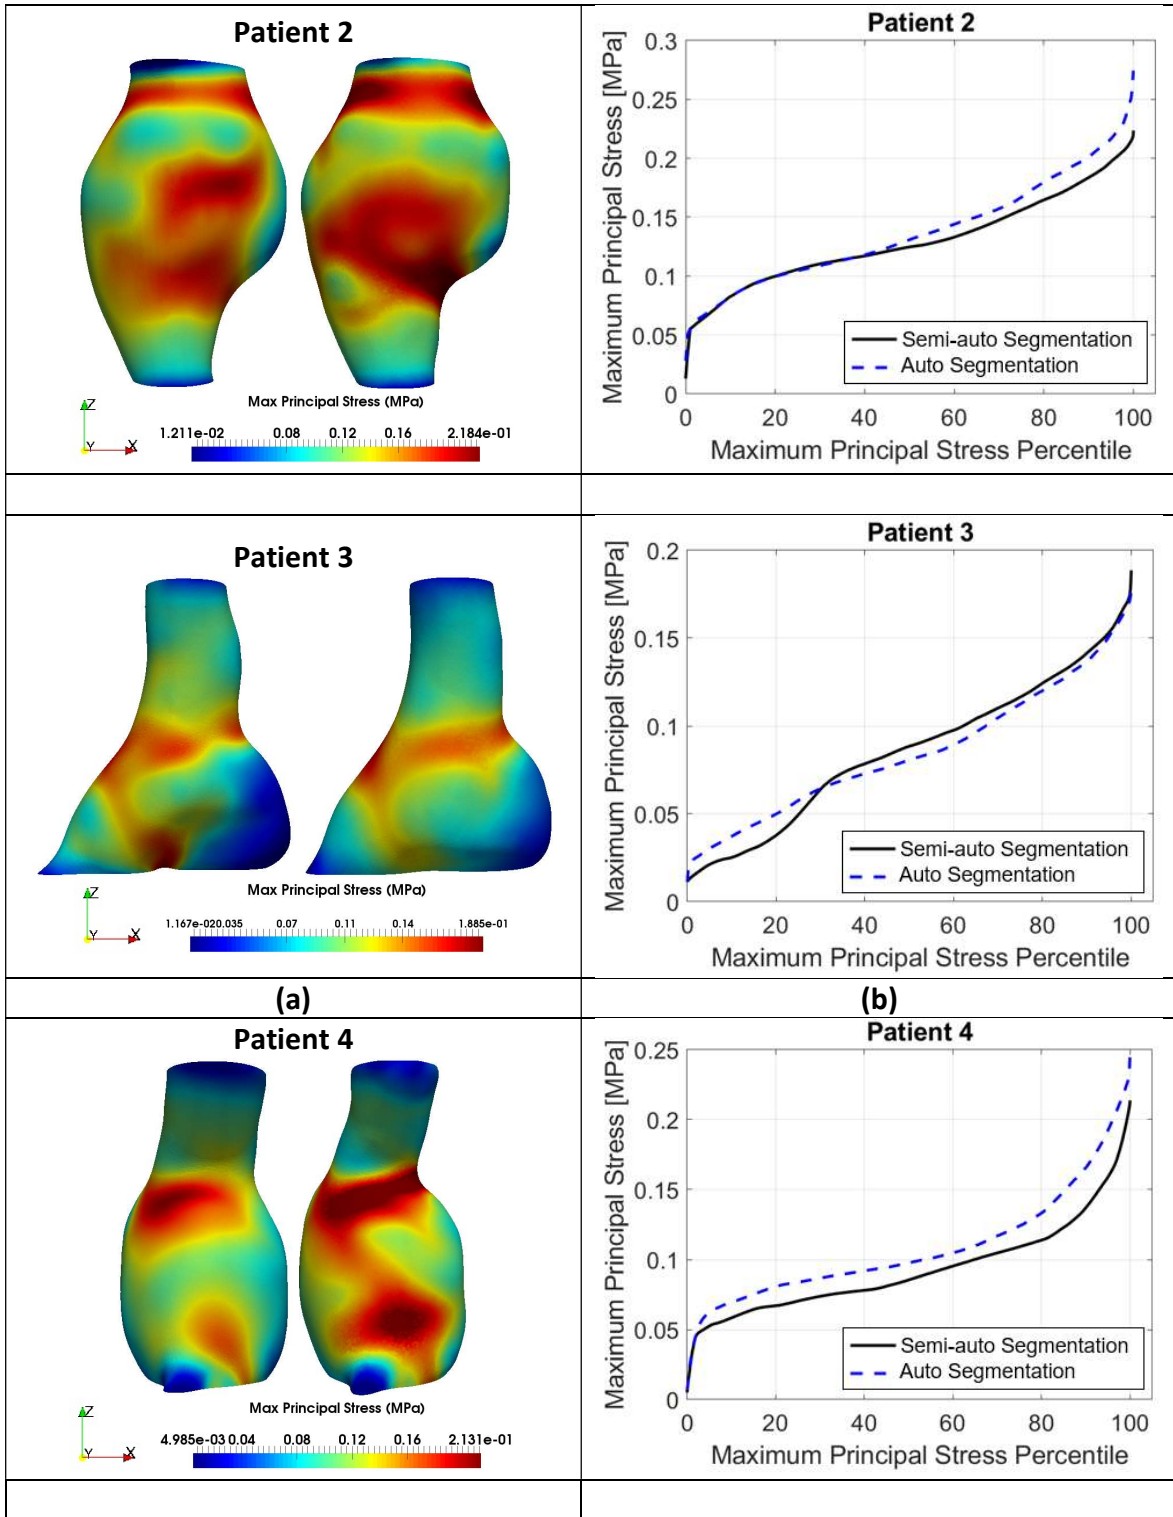 Patient 2
Max Principal Stress (MPa)
1.211e-02 0.08 0.12 0.16 2.184e-01
Z
Y X
Patient 2
Maximum Principal Stress [MPa]
0.3
0.25
0.2
0.15
0.1
0.05
0
Semi-auto Segmentation
Auto Segmentation
0 20 40 60 80 100
Maximum Principal Stress Percentile
Patient 3
Max Principal Stress (MPa)
1.167e-020.035 0.07 0.11 0.14 1.885e-01
Z
Y X
Patient 3
Maximum Principal Stress [MPa]
0.2
0.15
0.1
0.05
0
Semi-auto Segmentation
Auto Segmentation
0 20 40 60 80 100
Maximum Principal Stress Percentile
(a)
(b)
Patient 4
Max Principal Stress (MPa)
4.985e-03 0.04 0.08 0.12 0.16 2.131e-01
Z
Y X
Patient 4
Maximum Principal Stress [MPa]
0.25
0.2
0.15
0.1
0.05
0
Semi-auto Segmentation
Auto Segmentation
0 20 40 60 80 100
Maximum Principal Stress Percentile